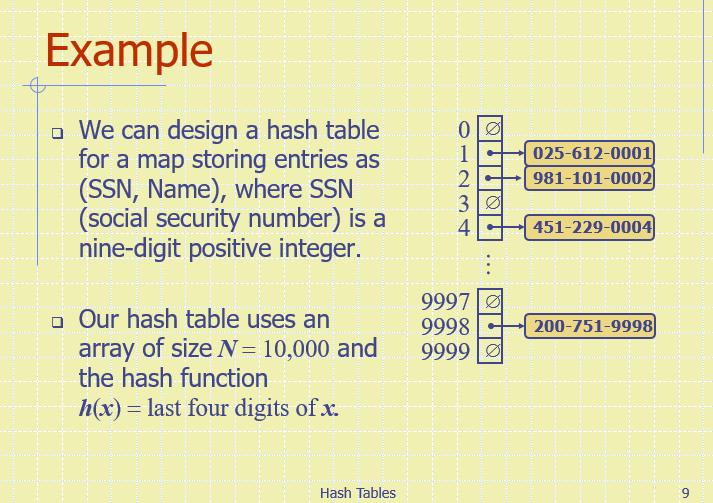 Example
We can design a hash table
for a map storing entries as
(SSN, Name), where SSN
(social security number) is a
nine-digit positive integer.
Our hash table uses an
array of size N = 10,000 and
the hash function
h(x) = last four digits of x.
0 ∅
1 025-612-0001
2 981-101-0002
3 ∅
4 451-229-0004
⋮
9997 ∅
9998 200-751-9998
9999 ∅
Hash Tables
9